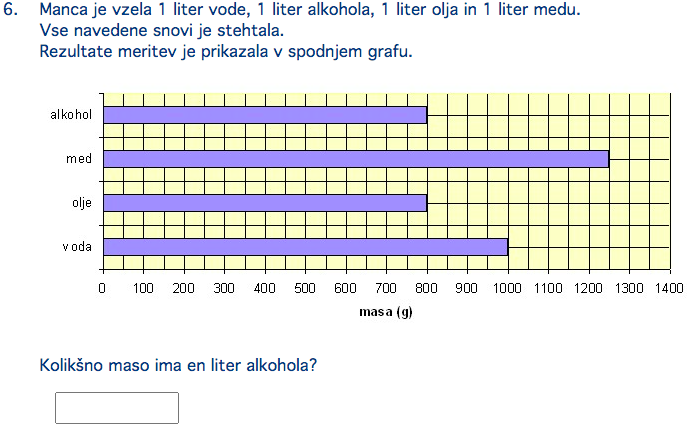 6. Manca je vzela 1 liter vode, 1 liter alkohola, 1 liter olja in 1 liter medu.
Vse navedene snovi je stehtala.
Rezultate meritev je prikazala v spodnjem grafu.
alkohol
med
olje
voda
0 100 200 300 400 500 600 700 800 900 1000 1100 1200 1300 1400
masa (g)
Kolikšno maso ima en liter alkohola?